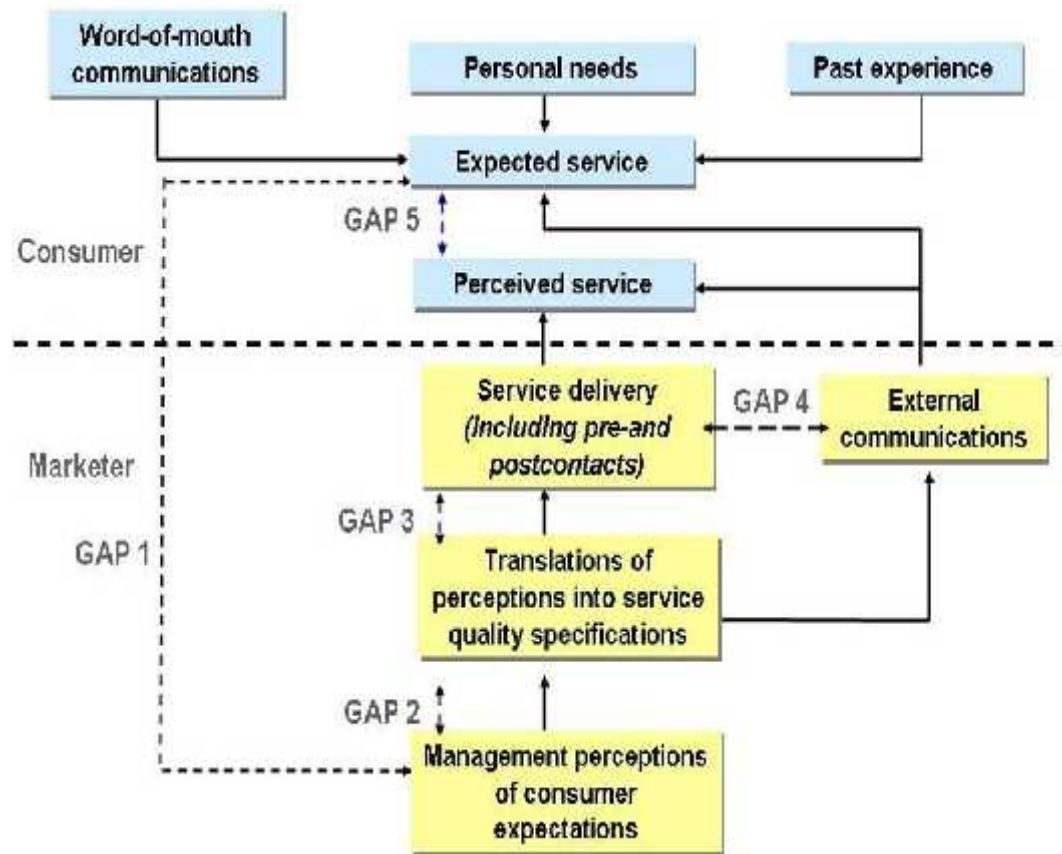 Word-of-mouth
communications
Personal needs
Past experience
Expected service
GAP 5
Consumer
Perceived service
Service delivery
(including pre-and
postcontacts)
GAP 4
External
communications
Marketer
GAP 3
GAP 1
Translations of
perceptions into service
quality specifications
GAP 2
Management perceptions
of consumer
expectations